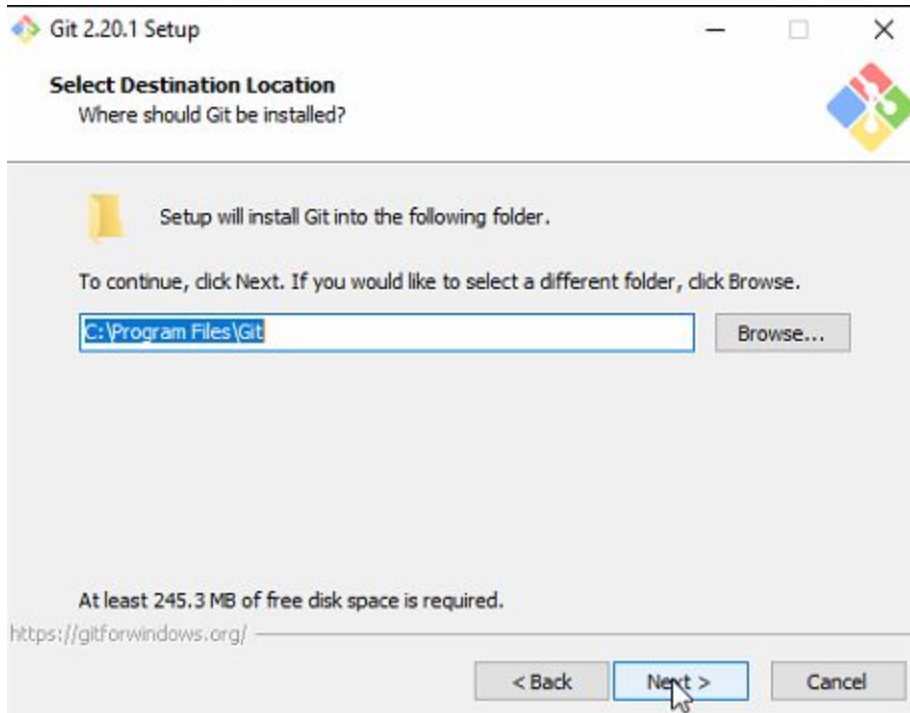 Git 2.20.1 Setup
Select Destination Location
Where should Git be installed?
Setup will install Git into the following folder.
To continue, click Next. If you would like to select a different folder, click Browse.
C:\Program Files\Git
Browse...
At least 245.3 MB of free disk space is required.
https://gitforwindows.org/
< Back
Next >
Cancel